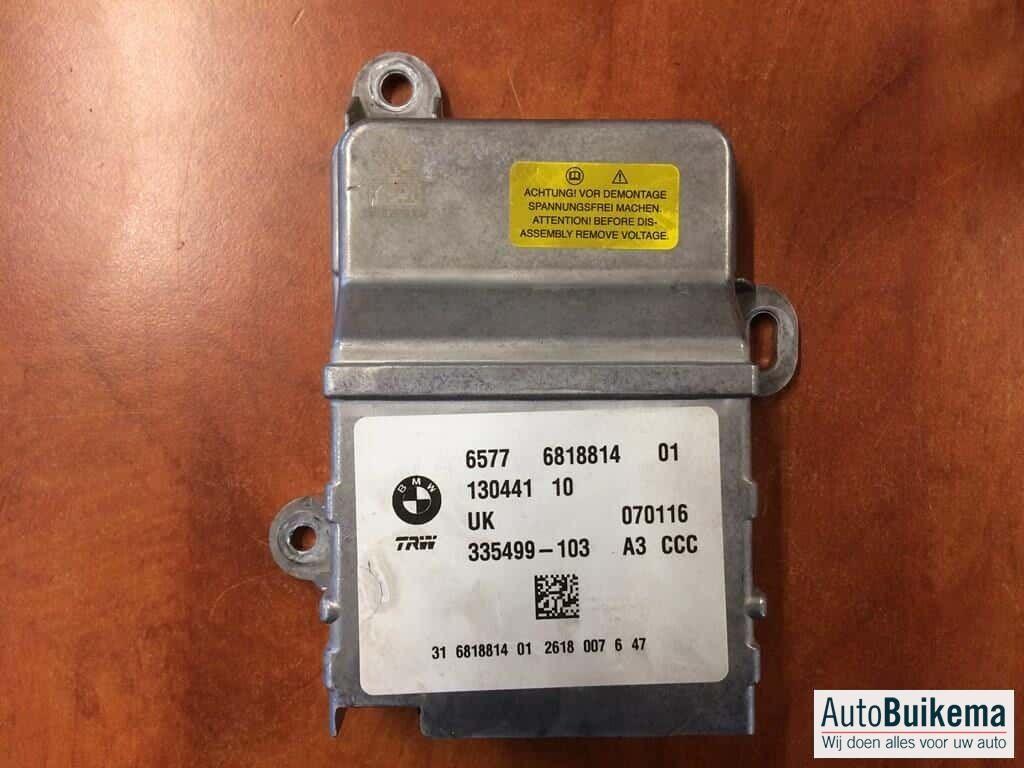 ACHTUNG! VOR DEMONTAGE
SPANNUNGSFREI MACHEN.
ATTENTION! BEFORE DIS-
ASSEMBLY REMOVE VOLTAGE.
6577 6818814 01
BMW
130441 10
UK 070116
TRW
335499-103 A3 CCC
31 6818814 01 2618 007 6 47
AutoBuikema
Wij doen alles voor uw auto